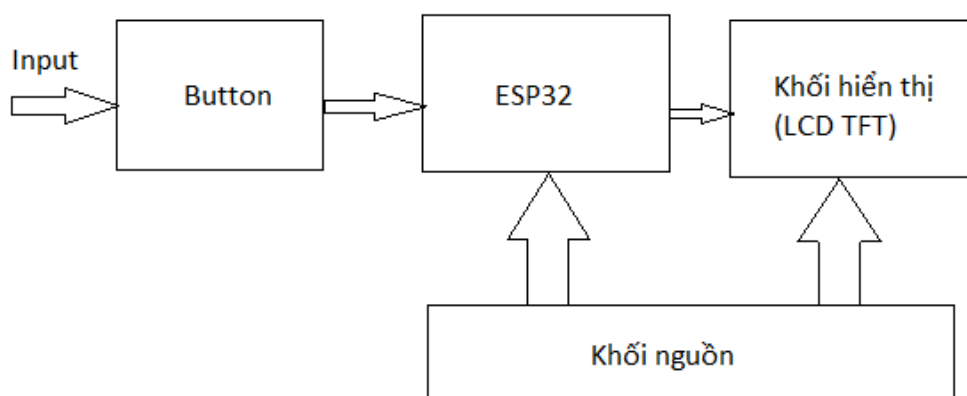 Input
Button
ESP32
Khối hiển thị
(LCD TFT)
Khối nguồn